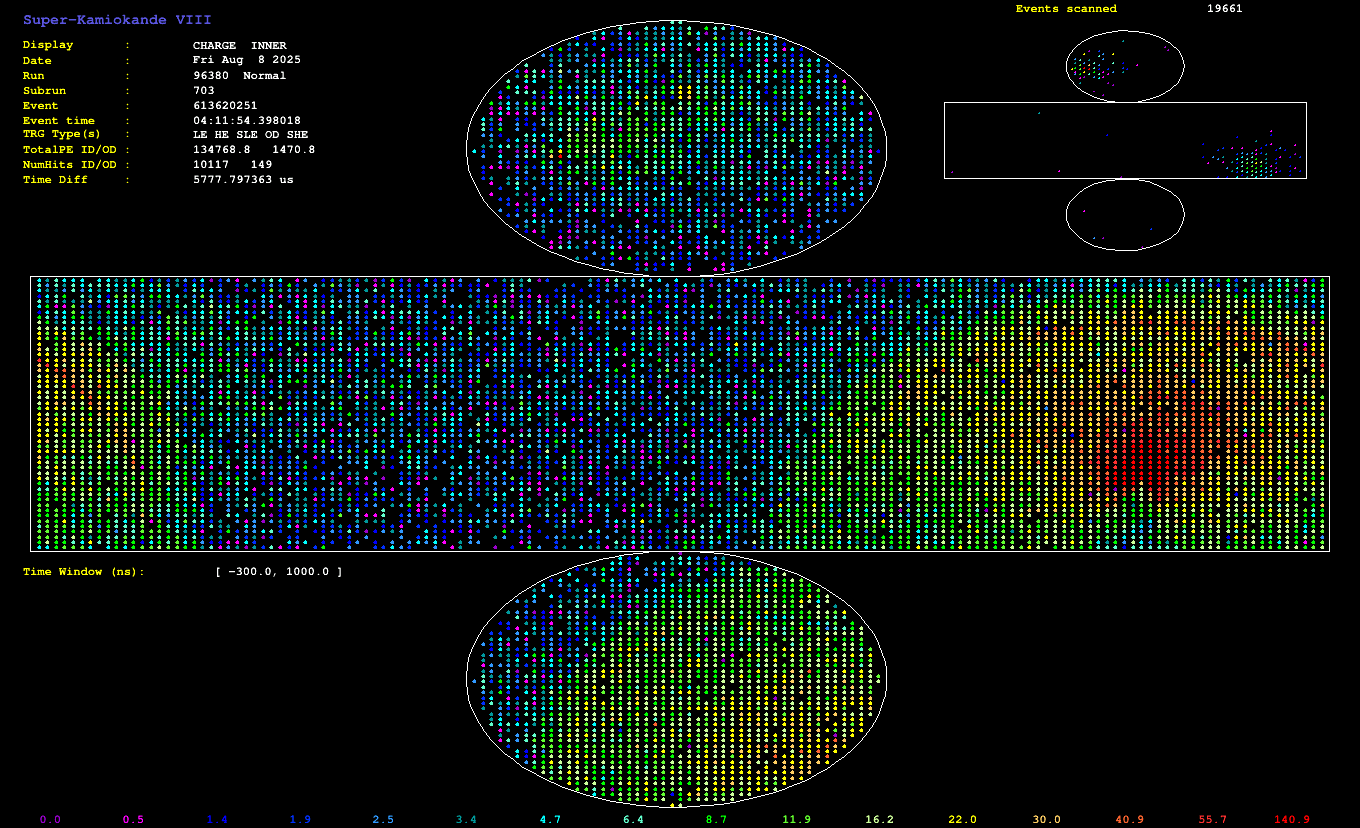 Super-Kamiokande VIII
Events scanned 19661
Display : CHARGE INNER
Date : Fri Aug 8 2025
Run : 96380 Normal
Subrun : 703
Event : 613620251
Event time : 04:11:54.398018
TRG Type(s) : LE HE SLE OD SHE
TotalPE ID/OD : 134768.8 1470.8
NumHits ID/OD : 10117 149
Time Diff : 5777.797363 us
Time Window (ns): [ -300.0, 1000.0 ]
0.0 0.5 1.4 1.9 2.5 3.4 4.7 6.4 8.7 11.9 16.2 22.0 30.0 40.9 55.7 140.9